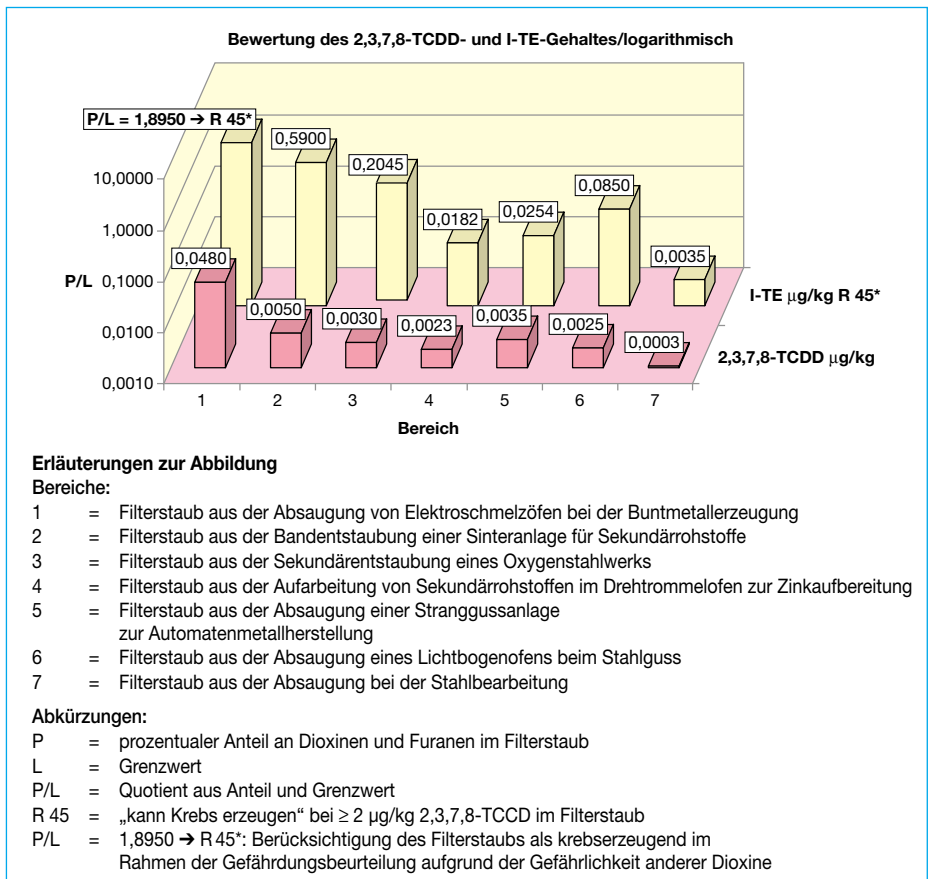 Bewertung des 2,3,7,8-TCDD- und I-TE-Gehaltes/logarithmisch
P/L = 1,8950 ➔ R 45*
0,5900
0,2045
0,0182
0,0254
0,0850
0,0035
10,0000
1,0000
P/L 0,1000
0,0100
0,0010
0,0480
0,0050
0,0030
0,0023
0,0035
0,0025
0,0003
I-TE µg/kg R 45*
2,3,7,8-TCDD µg/kg
1 2 3 4 5 6 7
Bereich
Erläuterungen zur Abbildung
Bereiche:
1 = Filterstaub aus der Absaugung von Elektroschmelzöfen bei der Buntmetallerzeugung
2 = Filterstaub aus der Bandentstaubung einer Sinteranlage für Sekundärrohstoffe
3 = Filterstaub aus der Sekundärentstaubung eines Oxygenstahlwerks
4 = Filterstaub aus der Aufarbeitung von Sekundärrohstoffen im Drehtrommelofen zur Zinkaufbereitung
5 = Filterstaub aus der Absaugung einer Stranggussanlage
zur Automatenmetallherstellung
6 = Filterstaub aus der Absaugung eines Lichtbogenofens beim Stahlguss
7 = Filterstaub aus der Absaugung bei der Stahlbearbeitung
Abkürzungen:
P = prozentualer Anteil an Dioxinen und Furanen im Filterstaub
L = Grenzwert
P/L = Quotient aus Anteil und Grenzwert
R 45 = „kann Krebs erzeugen“ bei ≥ 2 µg/kg 2,3,7,8-TCCD im Filterstaub
P/L = 1,8950 ➔ R 45*: Berücksichtigung des Filterstaubs als krebserzeugend im
Rahmen der Gefährdungsbeurteilung aufgrund der Gefährlichkeit anderer Dioxine